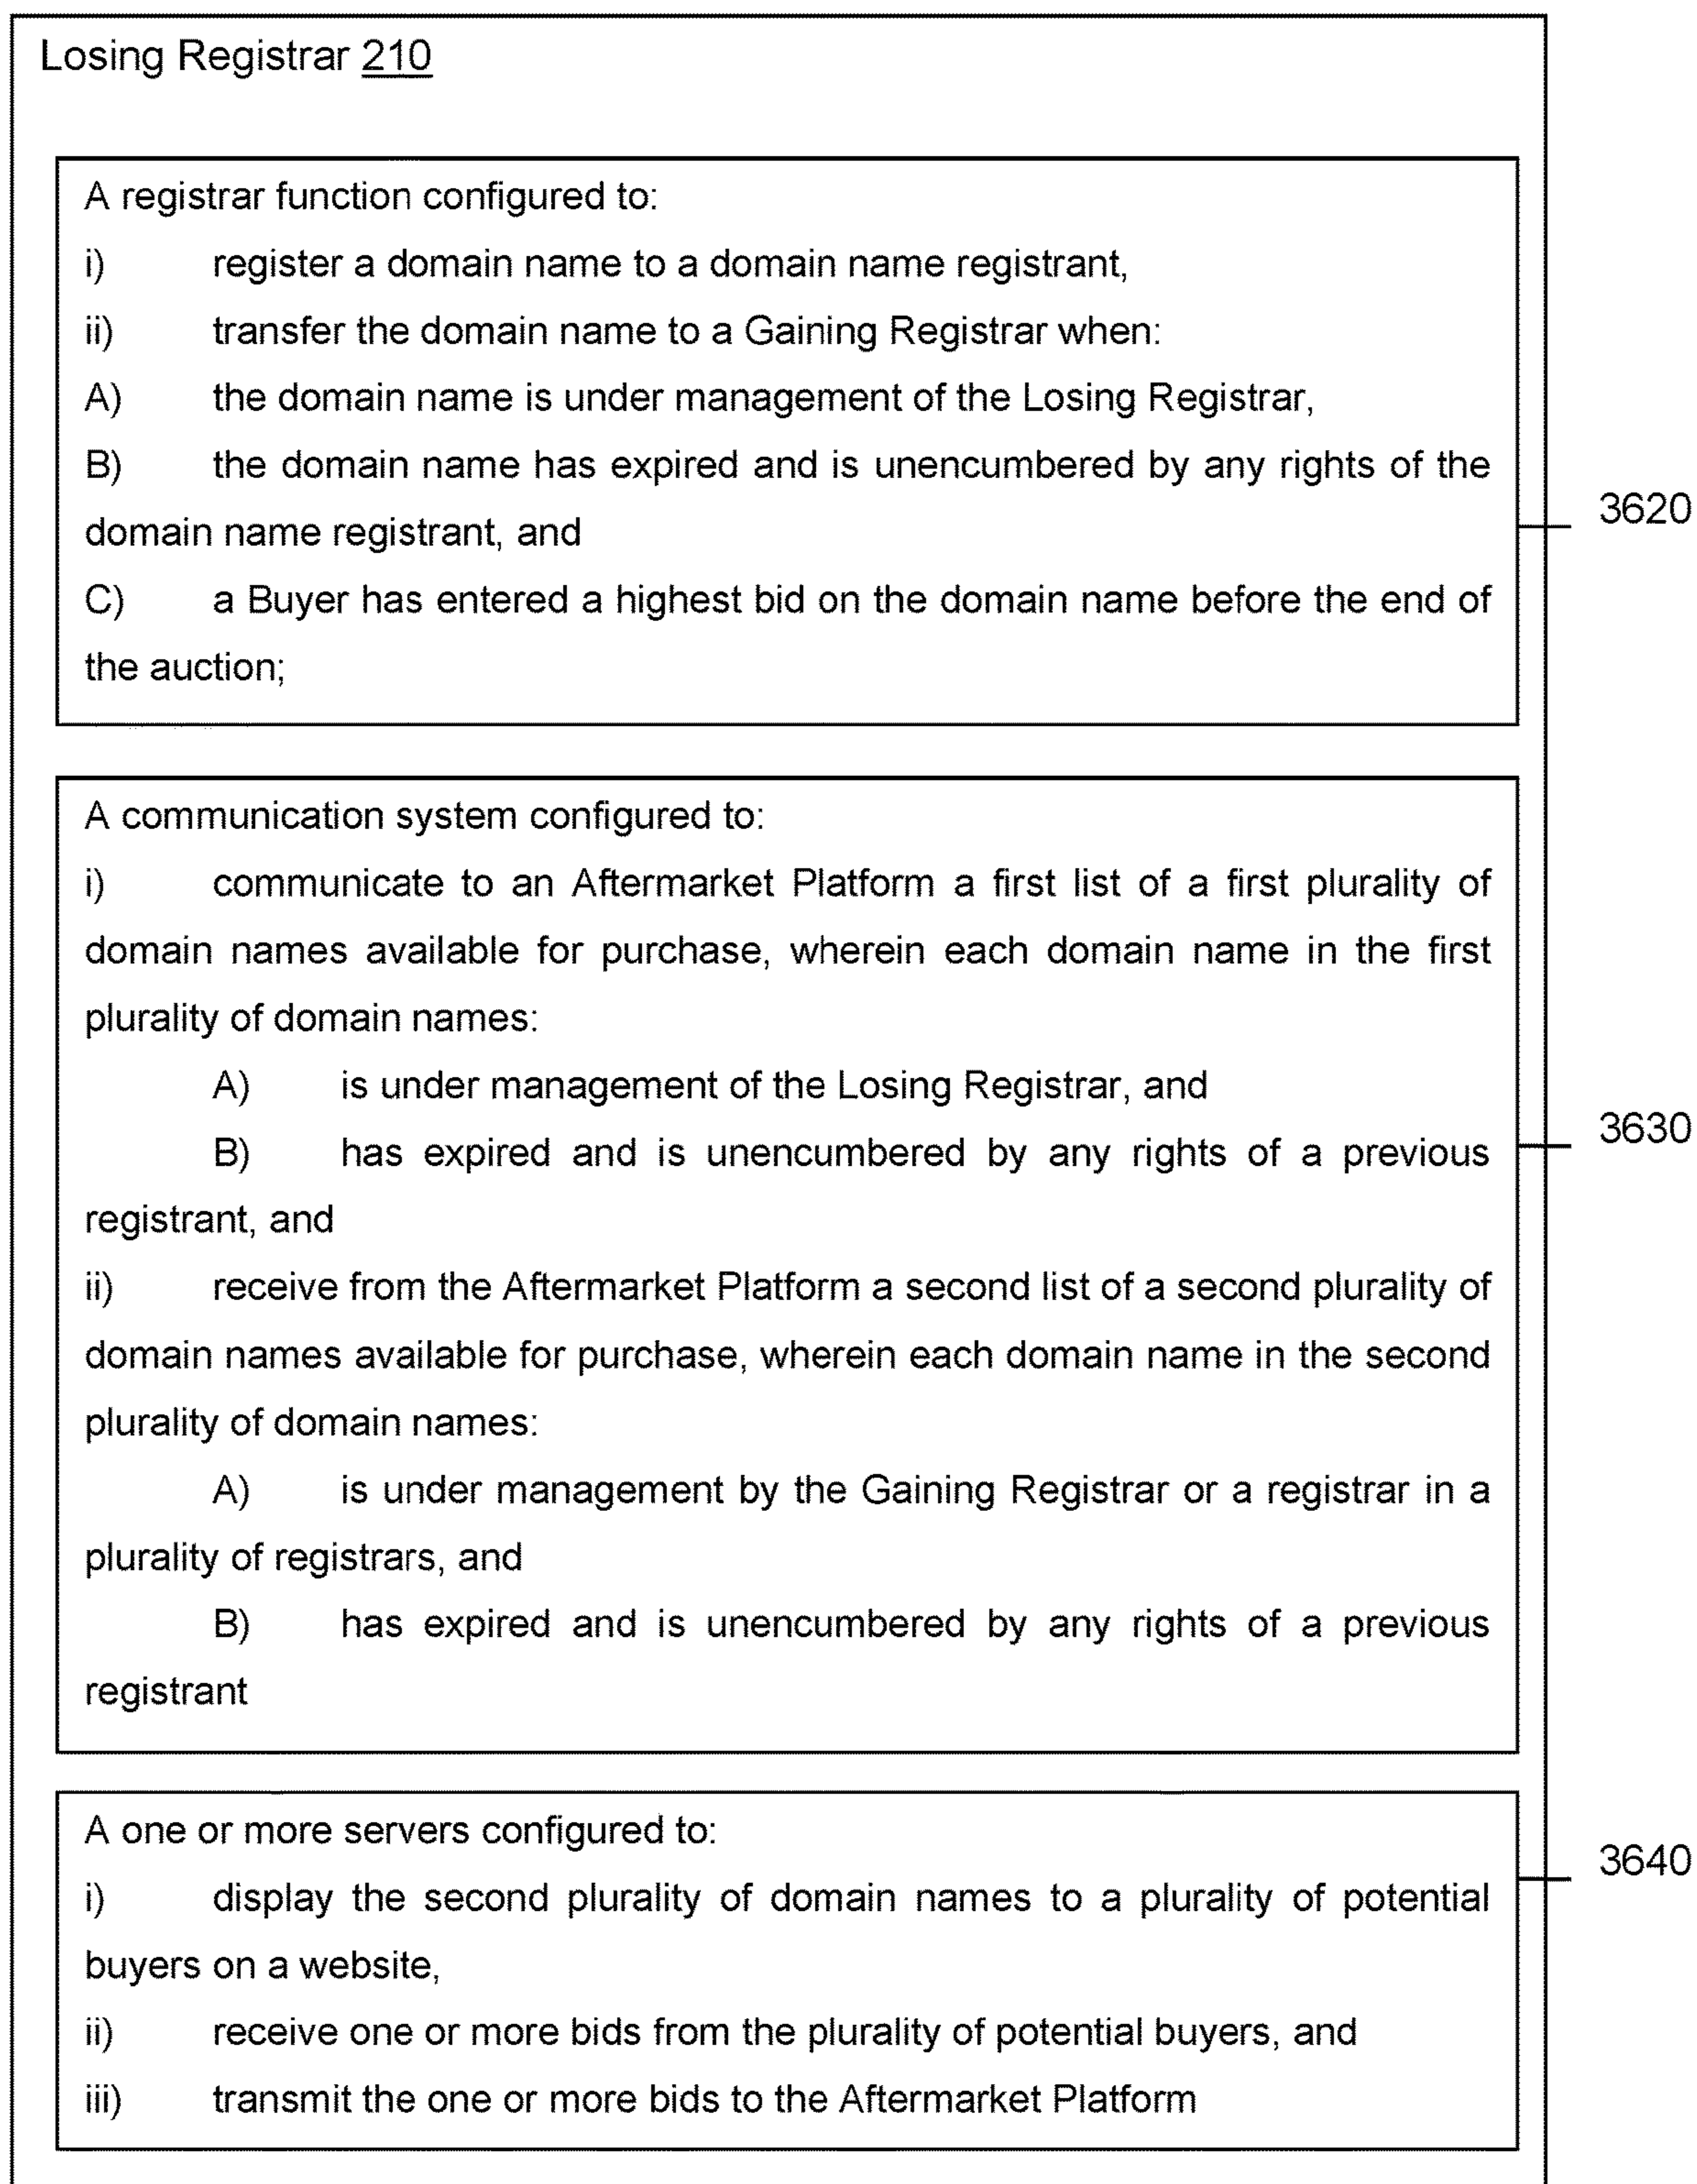 Losing Registrar 210
A registrar function configured to:
i) register a domain name to a domain name registrant,
ii) transfer the domain name to a Gaining Registrar when:
A) the domain name is under management of the Losing Registrar,
B) the domain name has expired and is unencumbered by any rights of the
domain name registrant, and
C) a Buyer has entered a highest bid on the domain name before the end of
the auction;
3620
A communication system configured to:
i) communicate to an Aftermarket Platform a first list of a first plurality of
domain names available for purchase, wherein each domain name in the first
plurality of domain names:
A) is under management of the Losing Registrar, and
B) has expired and is unencumbered by any rights of a previous
registrant, and
ii) receive from the Aftermarket Platform a second list of a second plurality of
domain names available for purchase, wherein each domain name in the second
plurality of domain names:
A) is under management by the Gaining Registrar or a registrar in a
plurality of registrars, and
B) has expired and is unencumbered by any rights of a previous
registrant
3630
A one or more servers configured to:
i) display the second plurality of domain names to a plurality of potential
buyers on a website,
ii) receive one or more bids from the plurality of potential buyers, and
iii) transmit the one or more bids to the Aftermarket Platform
3640